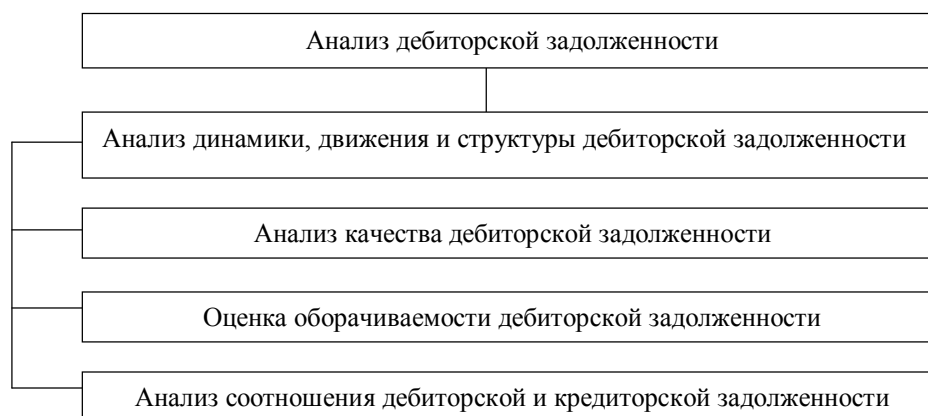 Анализ дебиторской задолженности
Анализ динамики, движения и структуры дебиторской задолженности
Анализ качества дебиторской задолженности
Оценка оборачиваемости дебиторской задолженности
Анализ соотношения дебиторской и кредиторской задолженности